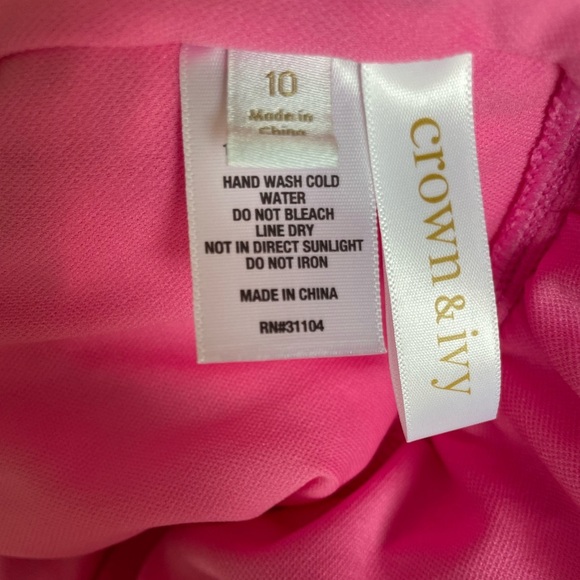 10
Made in
China
HAND WASH COLD
WATER
DO NOT BLEACH
LINE DRY
NOT IN DIRECT SUNLIGHT
DO NOT IRON
MADE IN CHINA
RN#31104
crown & ivy